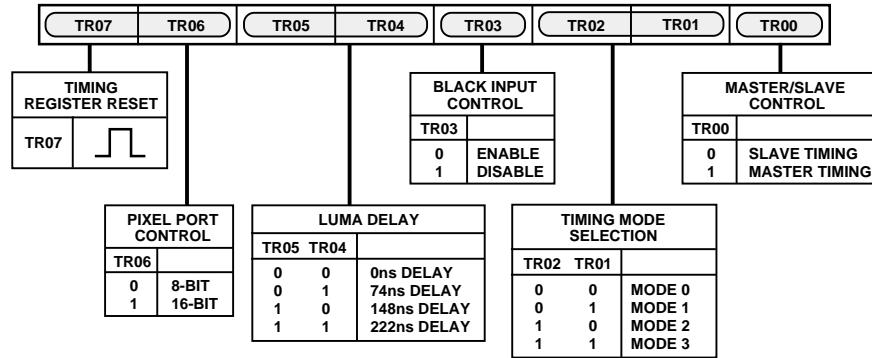 TR07 TR06 TR05 TR04 TR03 TR02 TR01 TR00
TIMING
REGISTER RESET
TR07
BLACK INPUT
CONTROL
TR03
0 ENABLE
1 DISABLE
MASTER/SLAVE
CONTROL
TR00
0 SLAVE TIMING
1 MASTER TIMING
PIXEL PORT
CONTROL
TR06
0 8-BIT
1 16-BIT
LUMA DELAY
TR05 TR04
0 0 0ns DELAY
0 1 74ns DELAY
1 0 148ns DELAY
1 1 222ns DELAY
TIMING MODE
SELECTION
TR02 TR01
0 0 MODE 0
0 1 MODE 1
1 0 MODE 2
1 1 MODE 3